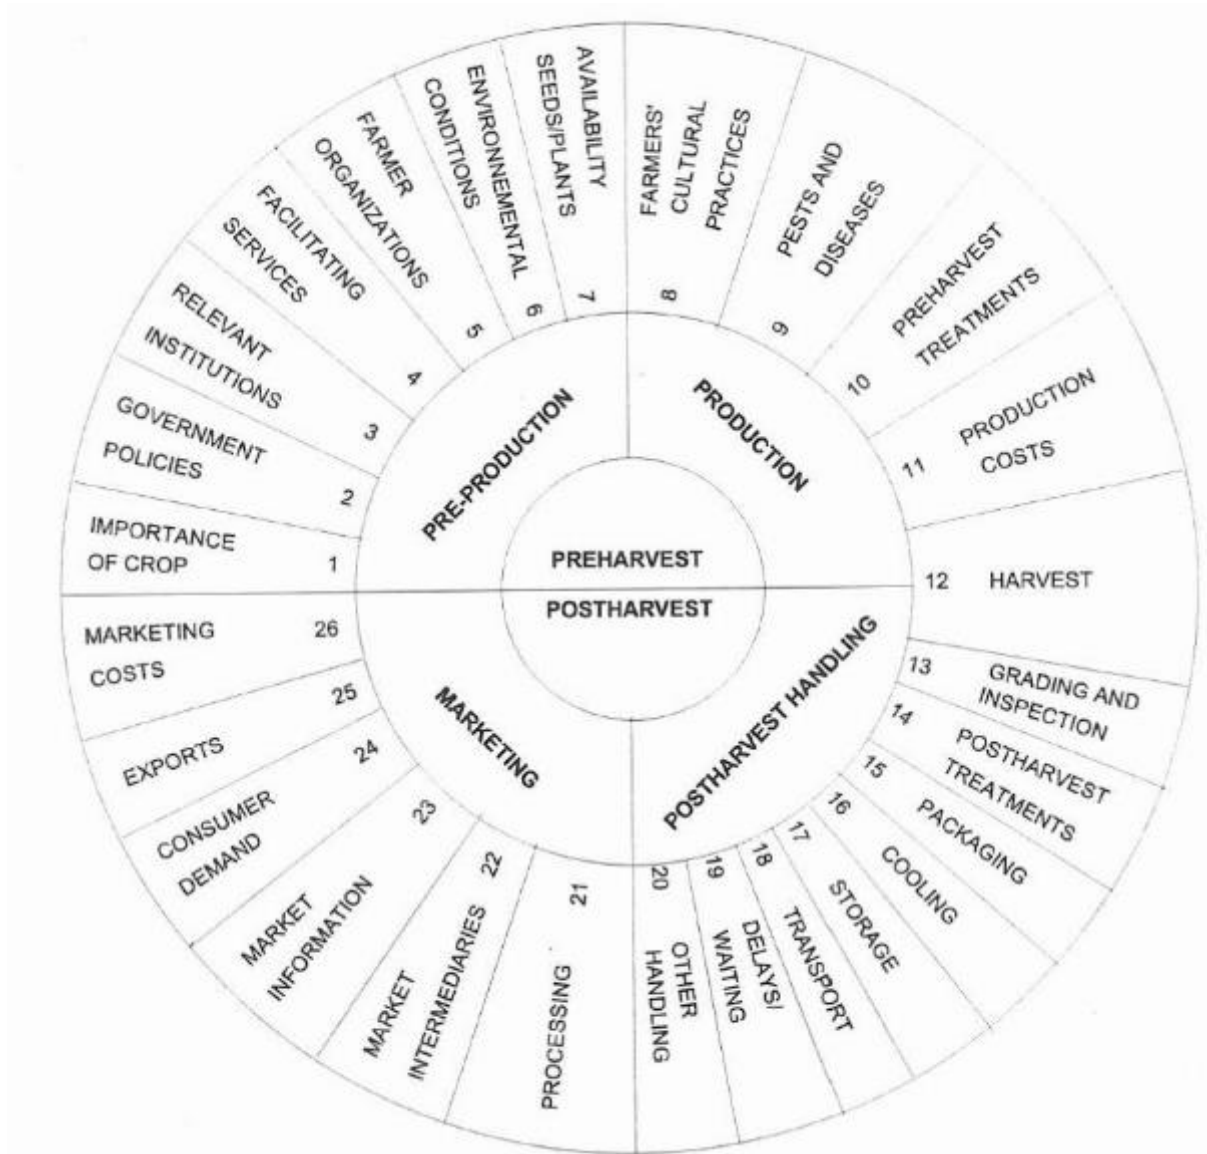 IMPORTANCE
OF CROP
1
GOVERNMENT
POLICIES
2
RELEVANT
INSTITUTIONS
3
FACILITATING
SERVICES
4
FARMER
ORGANIZATIONS
5
ENVIRONNEMENTAL
CONDITIONS
6
AVAILABILITY
SEEDS/PLANTS
7
FARMERS'
CULTURAL
PRACTICES
8
PESTS AND
DISEASES
9
PREHARVEST
TREATMENTS
10
PRODUCTION
COSTS
11
12
HARVEST
13
GRADING AND
INSPECTION
14
POSTHARVEST
TREATMENTS
15
PACKAGING
16
COOLING
17
STORAGE
18
TRANSPORT
19
DELAYS/
WAITING
20
OTHER
HANDLING
21
PROCESSING
22
MARKET
INTERMEDIARIES
23
MARKET
INFORMATION
24
CONSUMER
DEMAND
25
EXPORTS
26
MARKETING
COSTS
PRE-PRODUCTION
PRODUCTION
POSTHARVEST HANDLING
MARKETING
PREHARVEST
POSTHARVEST